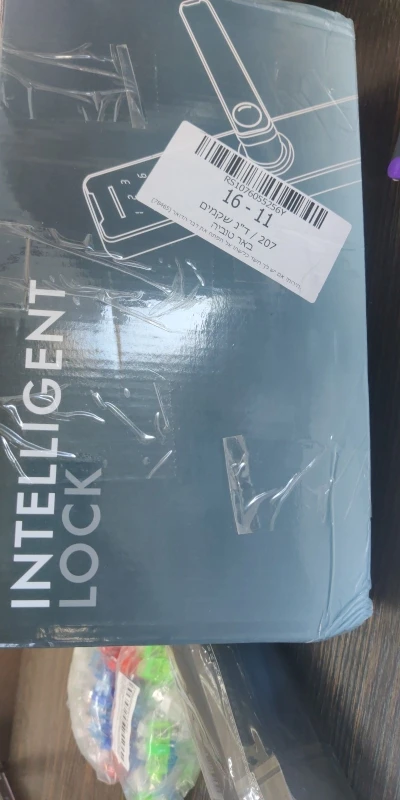 INTELLIGENT
LOCK
RS1076055256Y
16 - 11
207 / ד"נ שקמים
באר טוביה